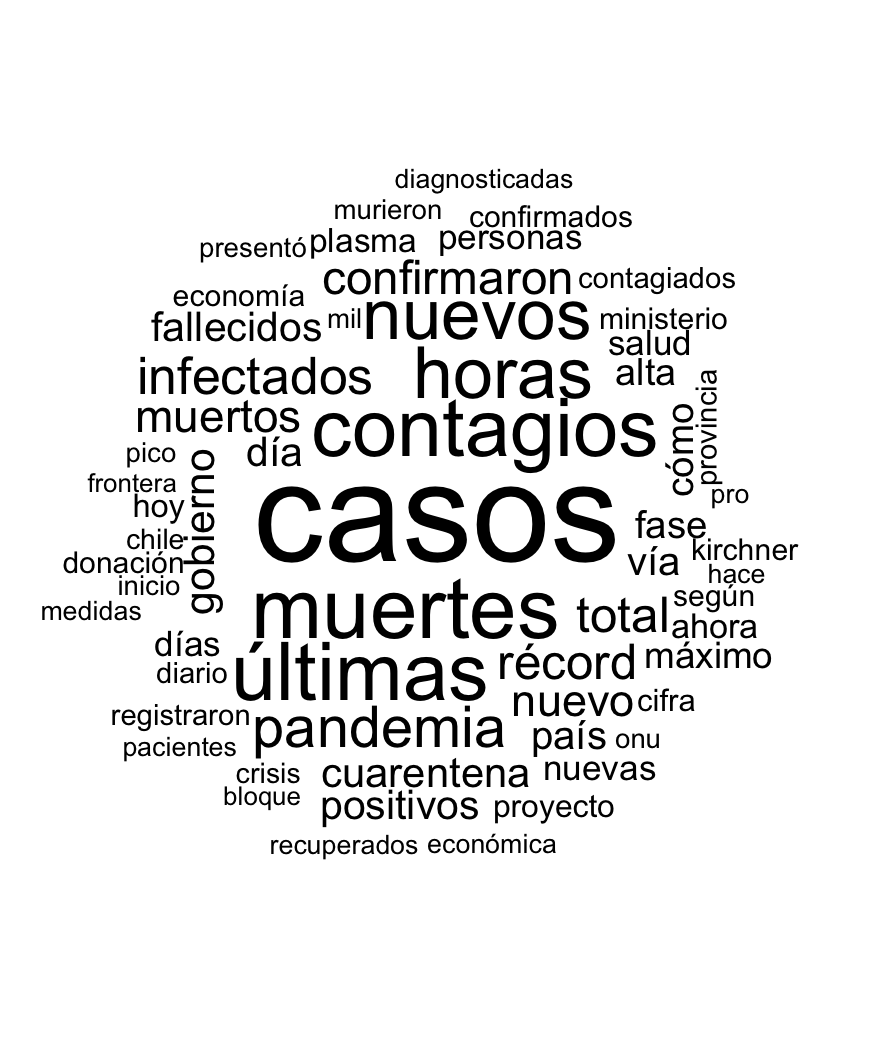 diagnosticadas
murieron
confirmados
presentó
plasma
personas
confirmaron
contagiados
economía
fallecidos
mil
nuevos
ministerio
salud
infectados
horas
alta
muertos
contagios
cómo
provincia
pico
día
frontera
gobierno
hoy
pro
casos
chile
fase
donación
vía
kirchner
inicio
hace
medidas
muertes
total
según
ahora
días
diario
últimas
récord
máximo
nuevo
cifra
registraron
pandemia
país
onu
pacientes
crisis
cuarentena
nuevas
bloque
positivos
proyecto
recuperados
económica